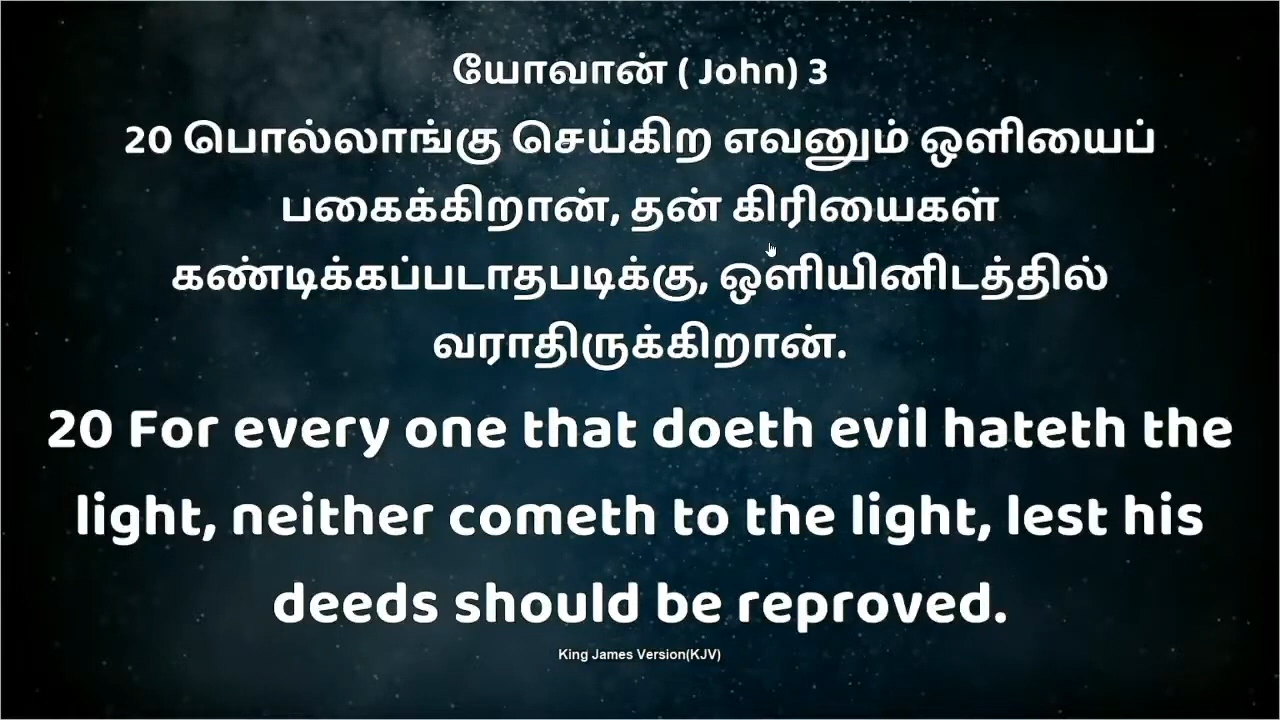 யோவான் ( John) 3
20 பொல்லாங்கு செய்கிற எவனும் ஒளியைப்
பகைக்கிறான், தன் கிரியைகள்
கண்டிக்கப்படாதபடிக்கு, ஒளியினிடத்தில்
வராதிருக்கிறான்.
20 For every one that doeth evil hateth the
light, neither cometh to the light, lest his
deeds should be reproved.
King James Version(KJV)